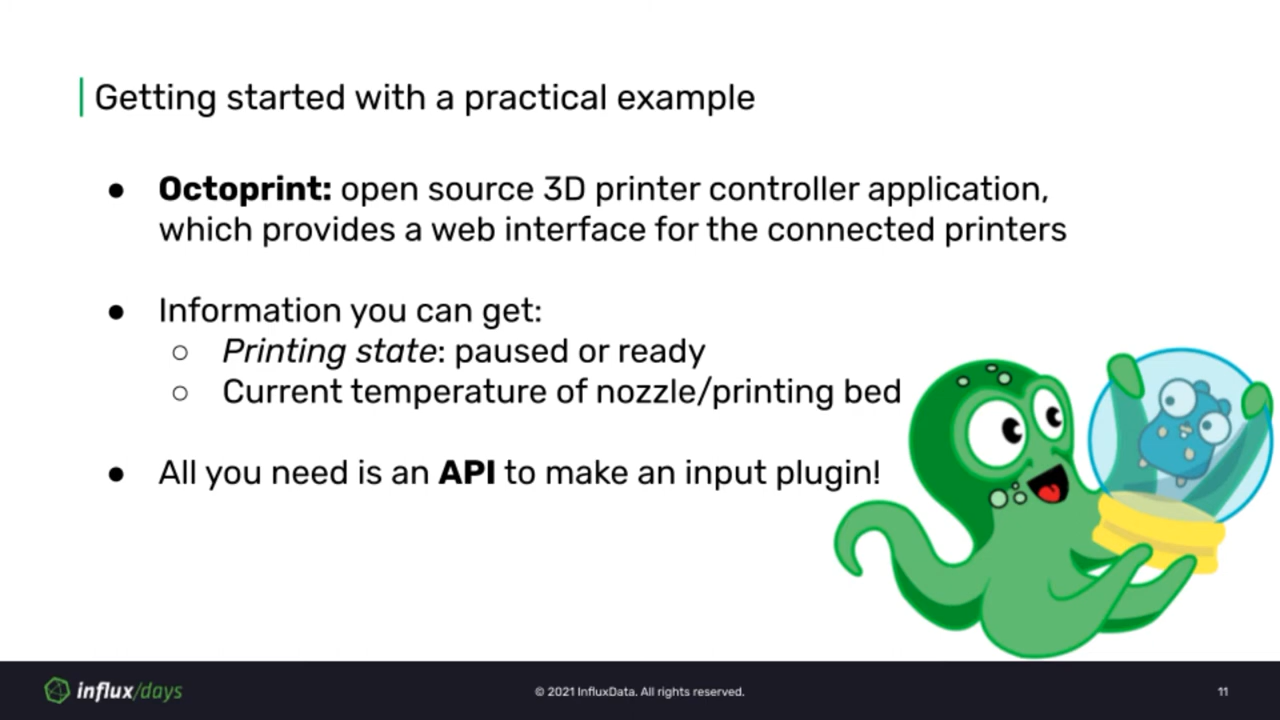 Getting started with a practical example
● Octoprint: open source 3D printer controller application,
which provides a web interface for the connected printers
● Information you can get:
○ Printing state: paused or ready
○ Current temperature of nozzle/printing bed
● All you need is an API to make an input plugin!
influx/days
© 2021 InfluxData. All rights reserved.
11